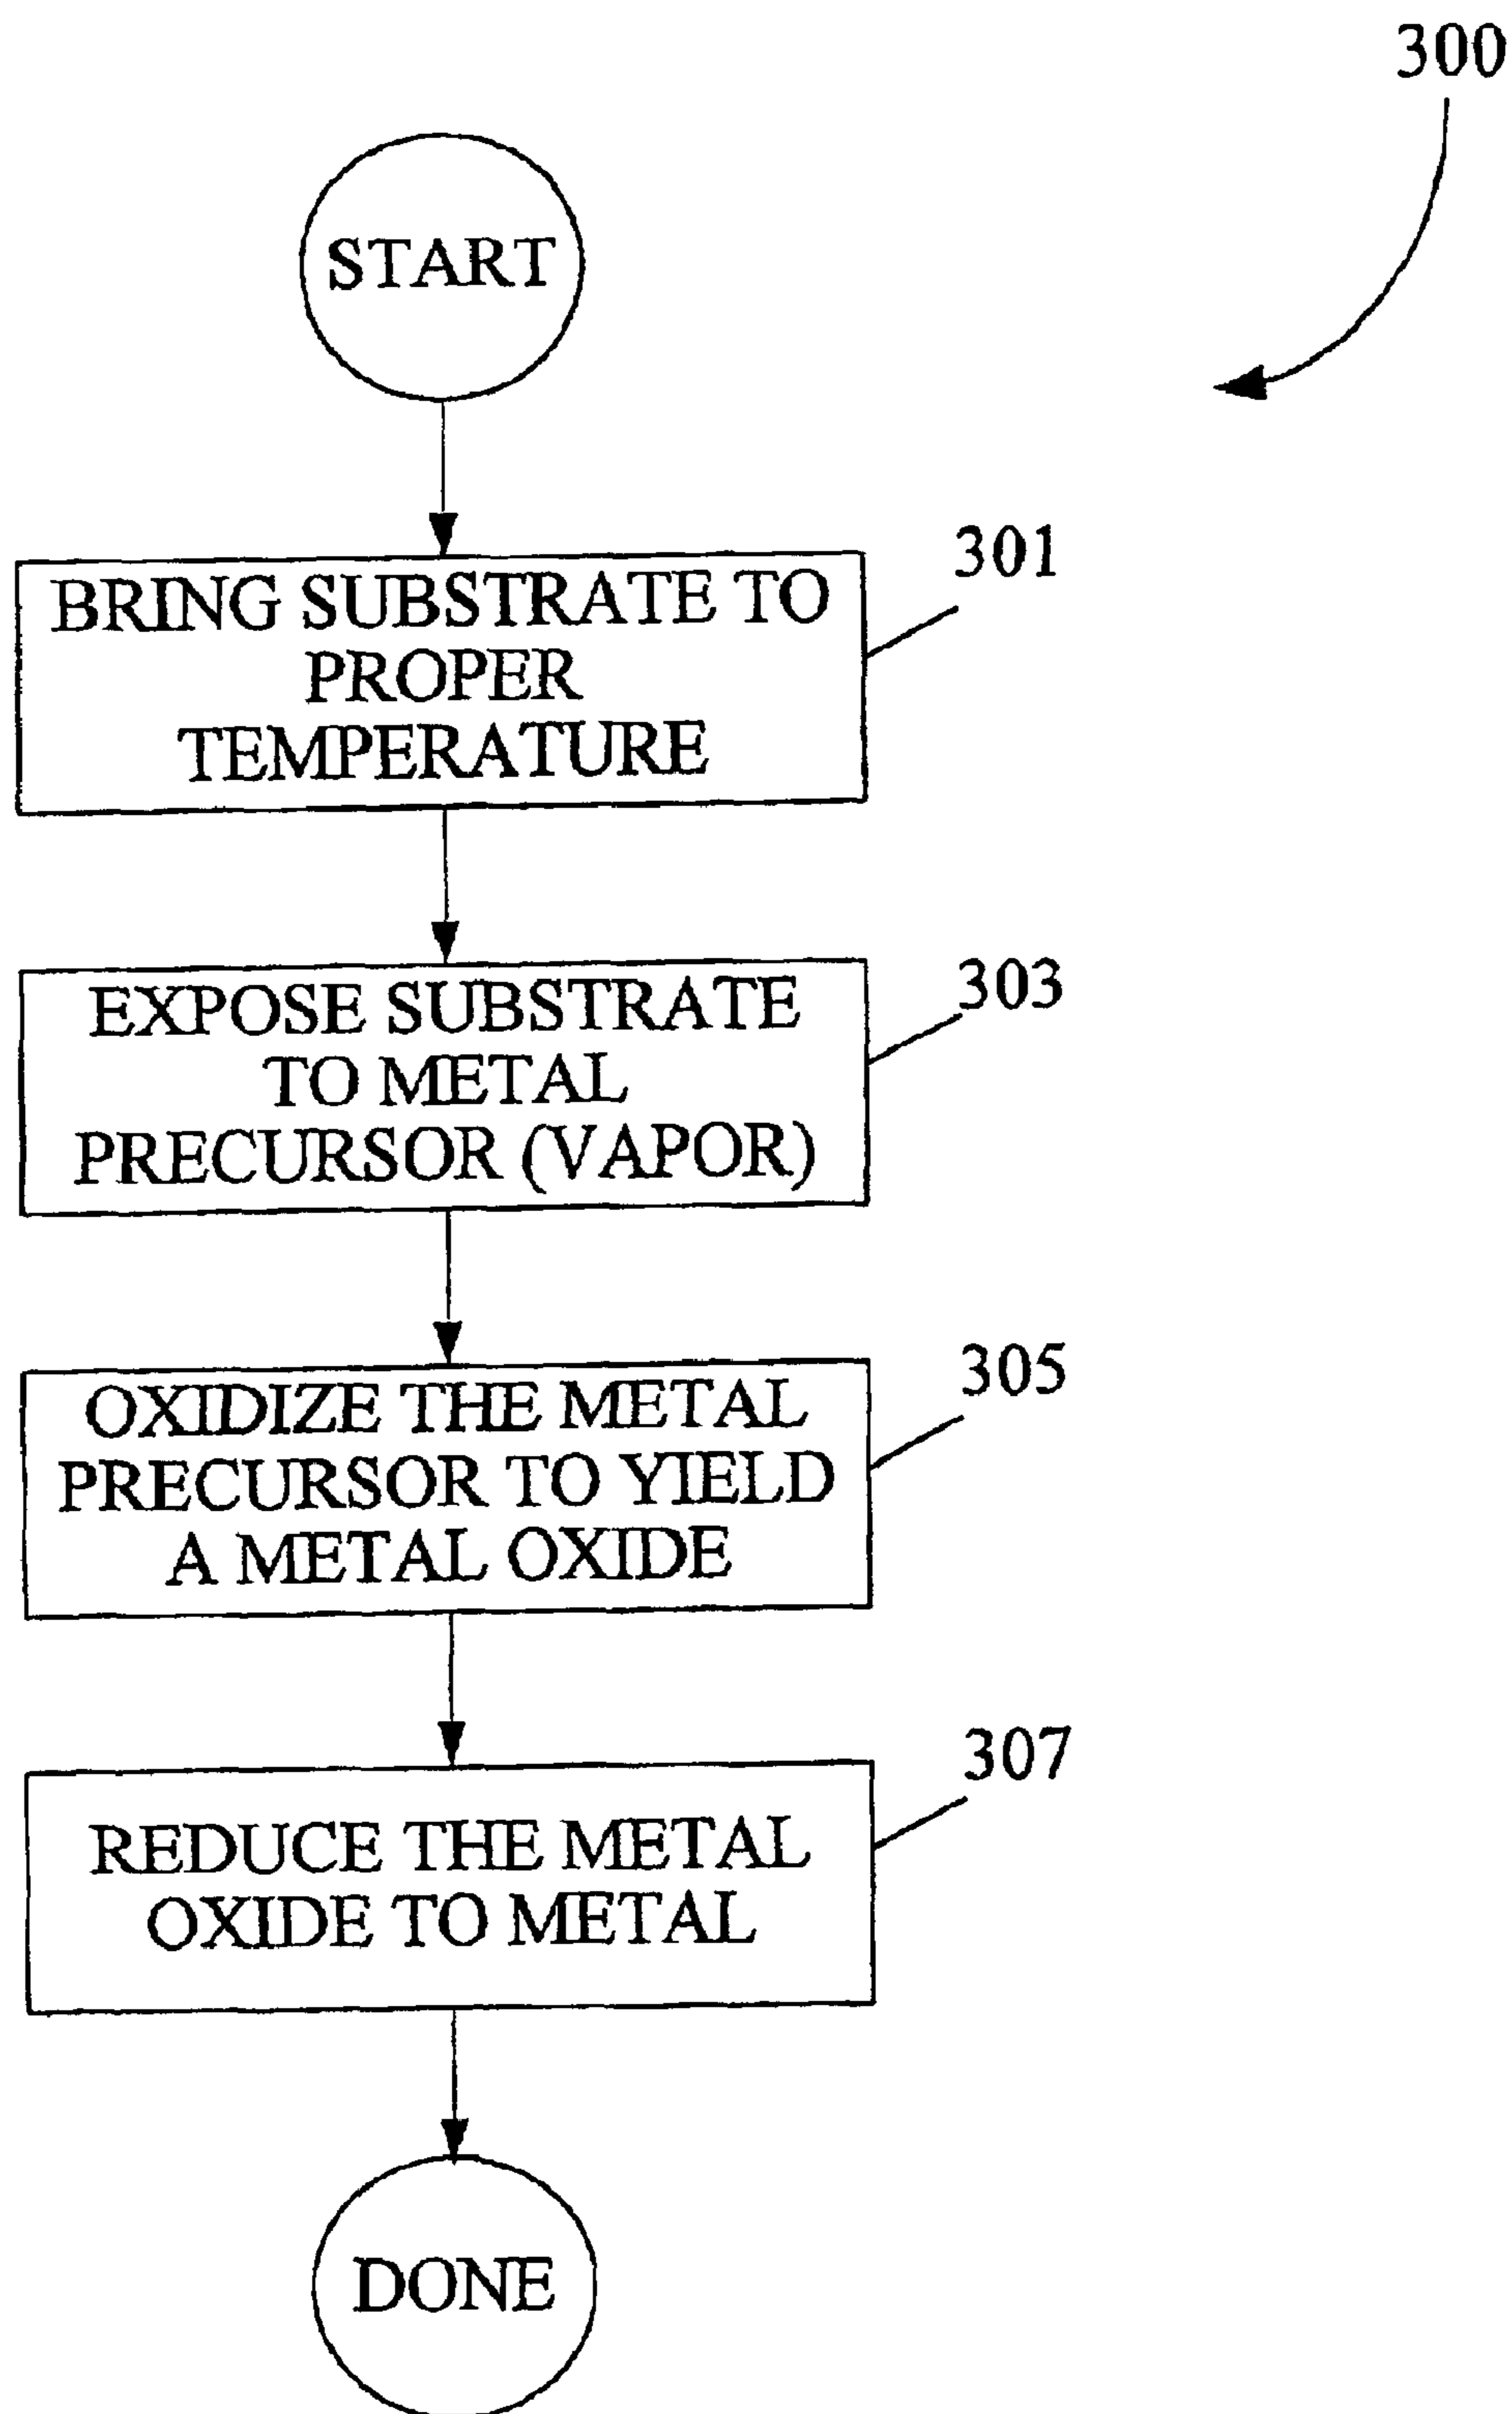 300
START
301
BRING SUBSTRATE TO
PROPER
TEMPERATURE
303
EXPOSE SUBSTRATE
TO METAL
PRECURSOR (VAPOR)
305
OXIDIZE THE METAL
PRECURSOR TO YIELD
A METAL OXIDE
307
REDUCE THE METAL
OXIDE TO METAL
DONE